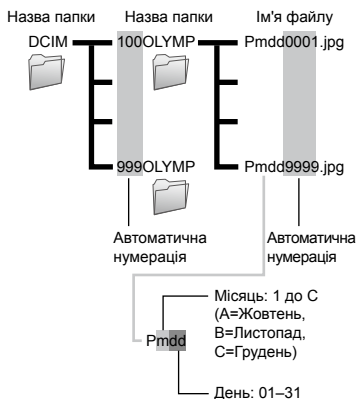 Назва папки Назва папки Ім'я файлу
DCIM 100OLYMP Pmdd0001.jpg
999OLYMP Pmdd9999.jpg
Автоматична нумерація
Автоматична нумерація
Місяць: 1 до C
(A=Жовтень,
B=Листопад,
C=Грудень)
Pmdd
День: 01–31